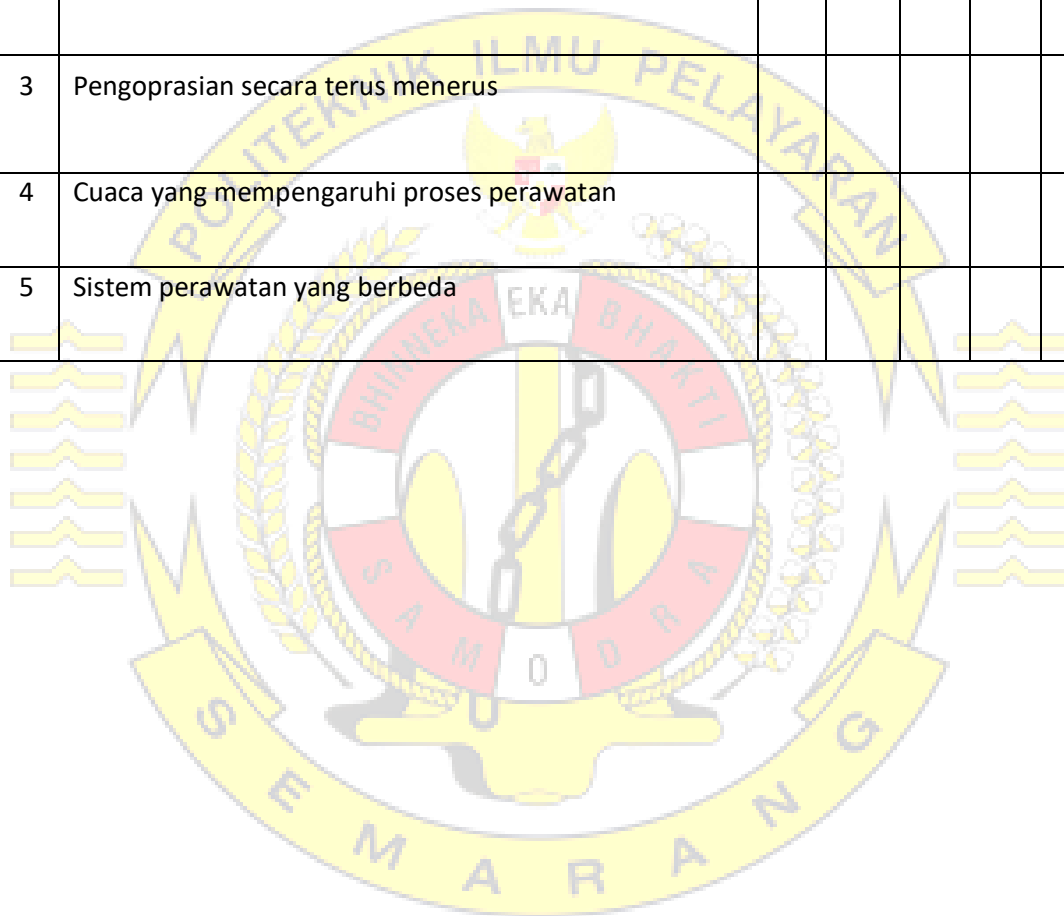 POLITEKNIK ILMU PELAYARAN
3 Pengoprasian secara terus menerus
4 Cuaca yang mempengaruhi proses perawatan
5 Sistem perawatan yang berbeda
BHINNEKA EKA BHAKTI
SAMODRA
SEMARANG